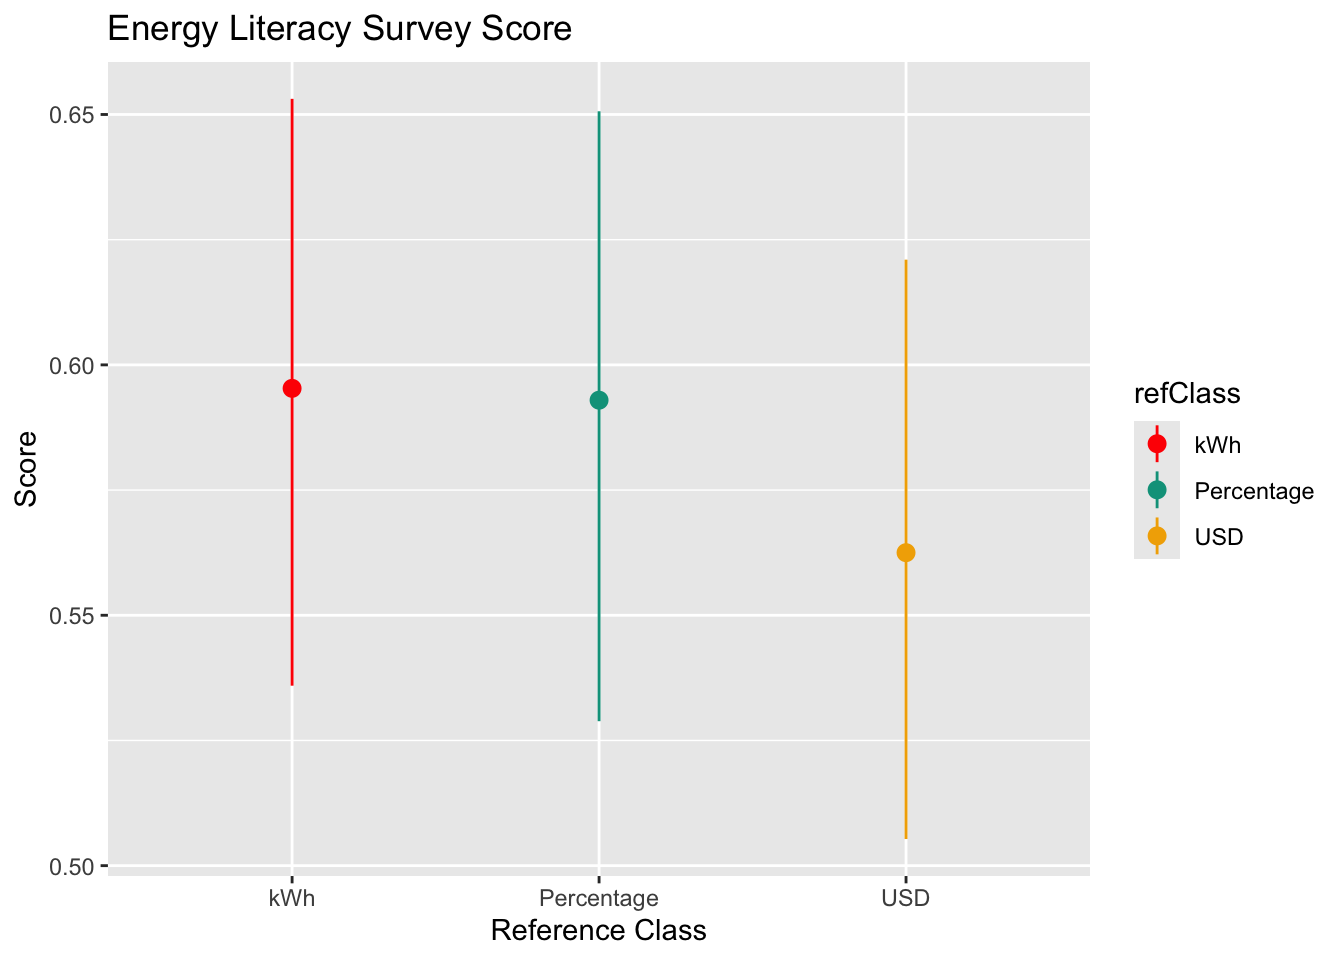 Energy Literacy Survey Score
Score
0.65
0.60
0.55
0.50
kWh
Percentage
USD
Reference Class
refClass
kWh
Percentage
USD